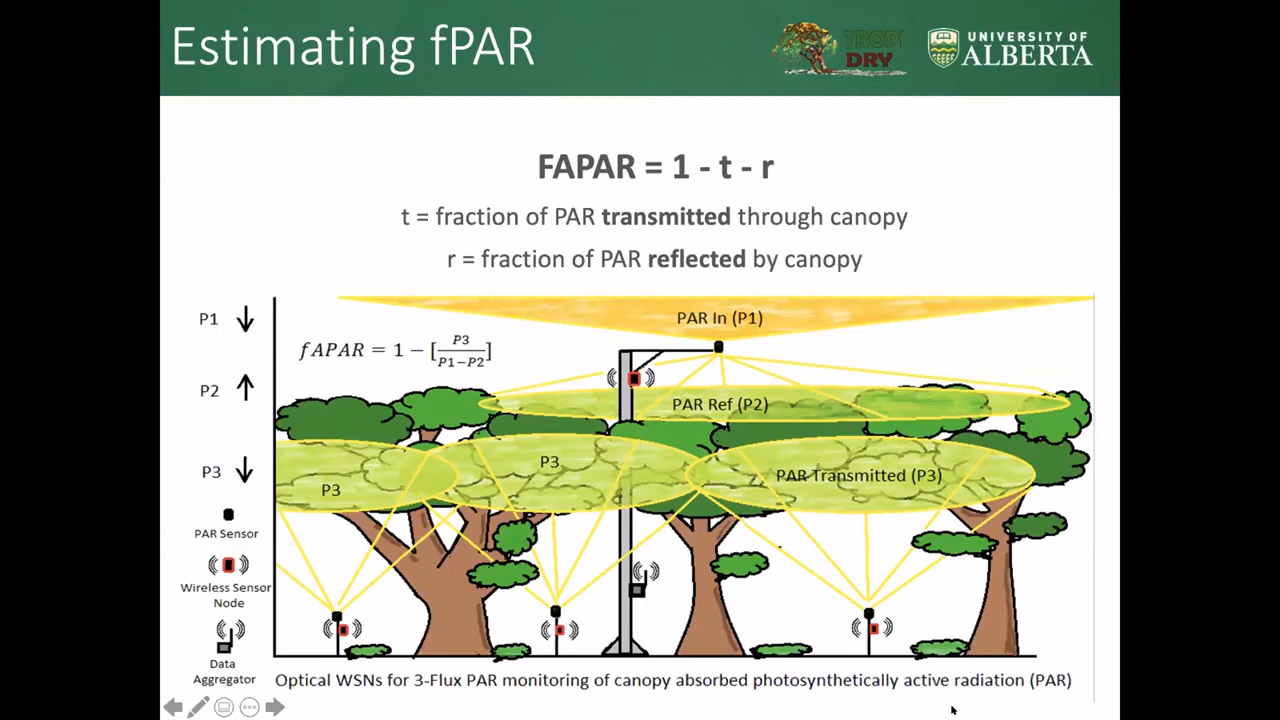 Estimating fPAR
TROPI
DRY
UNIVERSITY OF
ALBERTA
FAPAR = 1 - t - r
t = fraction of PAR transmitted through canopy
r = fraction of PAR reflected by canopy
P1
PAR In (P1)
fAPAR = 1 − [P3/P1−P2]
P2
PAR Ref (P2)
P3
P3
P3
PAR Transmitted (P3)
PAR Sensor
Wireless Sensor
Node
Data
Aggregator
Optical WSNs for 3-Flux PAR monitoring of canopy absorbed photosynthetically active radiation (PAR)